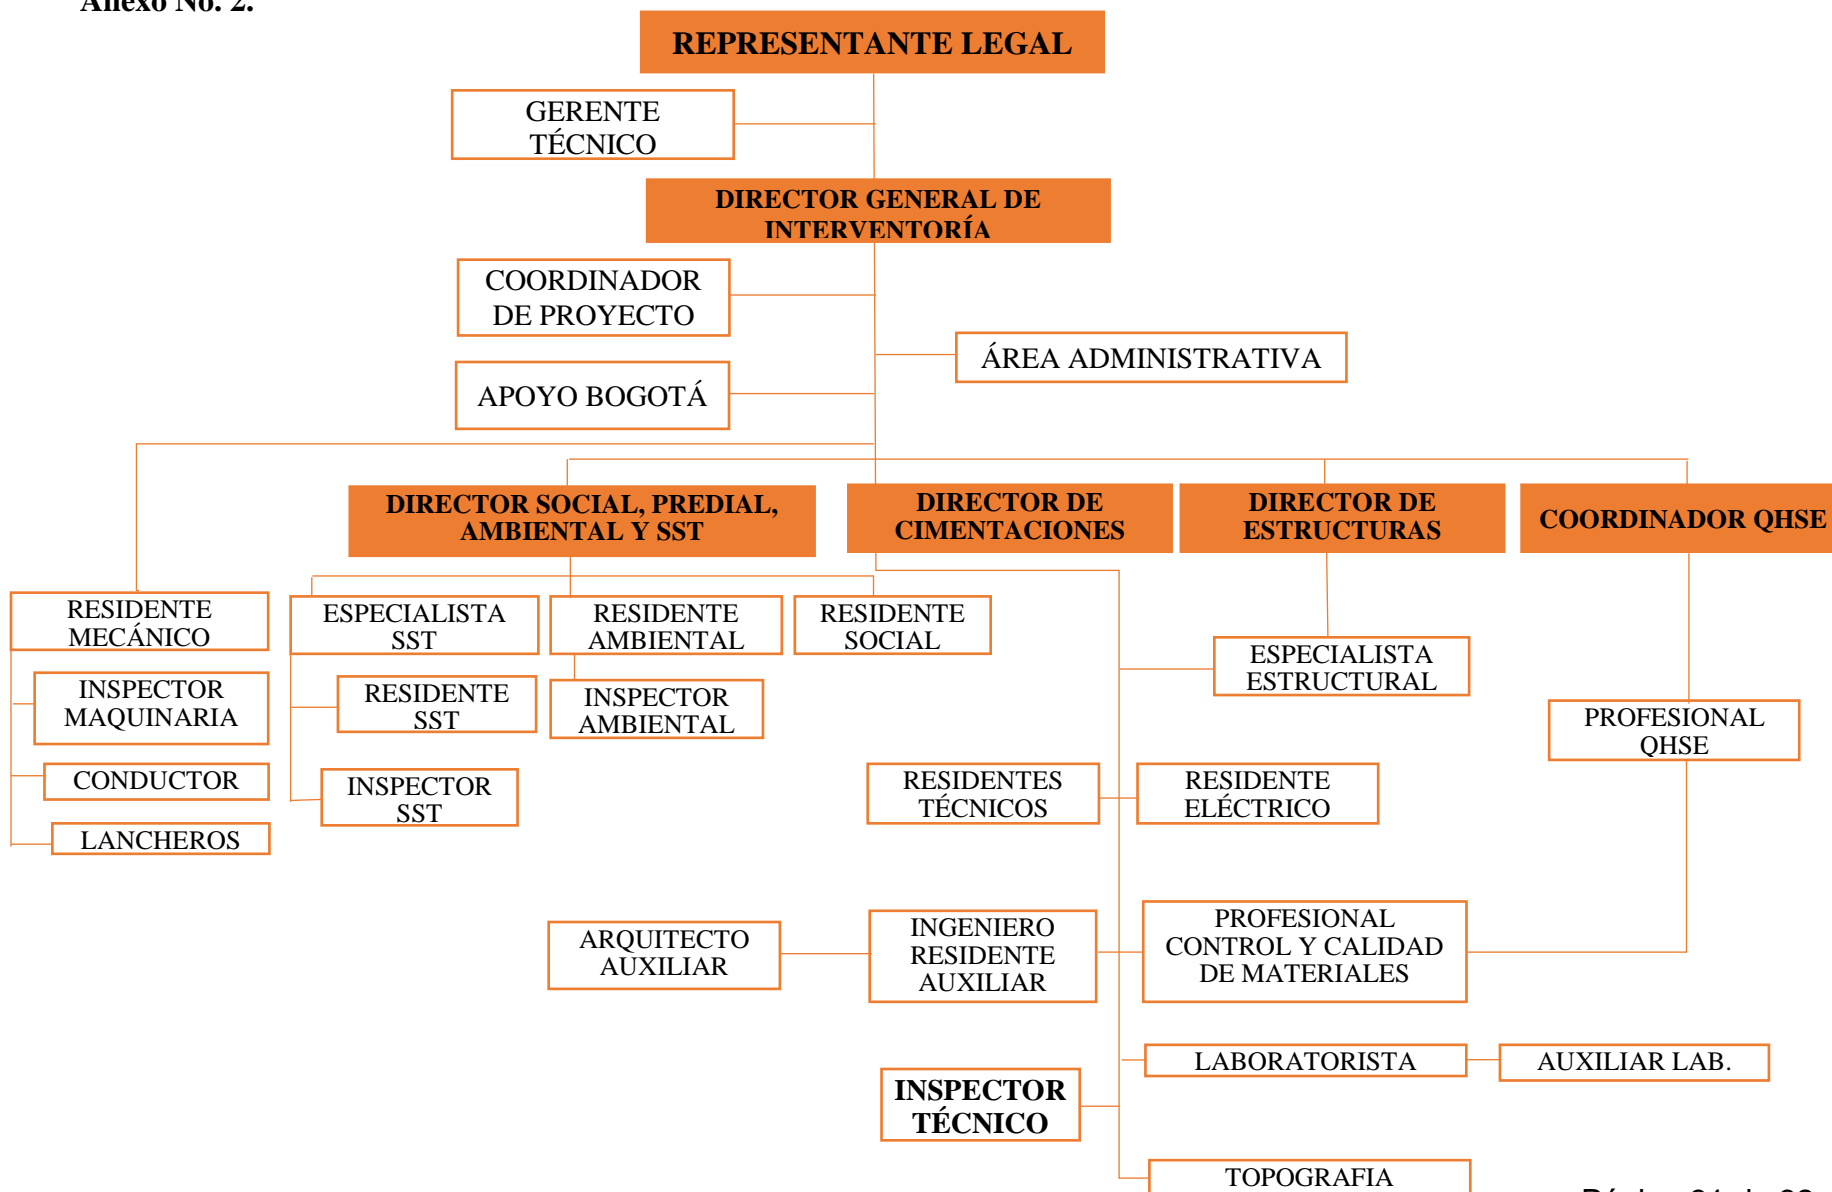 Anexo No. 2.
REPRESENTANTE LEGAL
GERENTE
TÉCNICO
DIRECTOR GENERAL DE
INTERVENTORÍA
COORDINADOR
DE PROYECTO
ÁREA ADMINISTRATIVA
APOYO BOGOTÁ
DIRECTOR SOCIAL, PREDIAL,
AMBIENTAL Y SST
DIRECTOR DE
CIMENTACIONES
DIRECTOR DE
ESTRUCTURAS
COORDINADOR QHSE
RESIDENTE
MECÁNICO
ESPECIALISTA
SST
RESIDENTE
AMBIENTAL
RESIDENTE
SOCIAL
ESPECIALISTA
ESTRUCTURAL
INSPECTOR
MAQUINARIA
RESIDENTE
SST
INSPECTOR
AMBIENTAL
PROFESIONAL
QHSE
CONDUCTOR
INSPECTOR
SST
RESIDENTES
TÉCNICOS
RESIDENTE
ELÉCTRICO
LANCHEROS
ARQUITECTO
AUXILIAR
INGENIERO
RESIDENTE
AUXILIAR
PROFESIONAL
CONTROL Y CALIDAD
DE MATERIALES
LABORATORISTA
AUXILIAR LAB.
INSPECTOR
TÉCNICO
TOPOGRAFIA